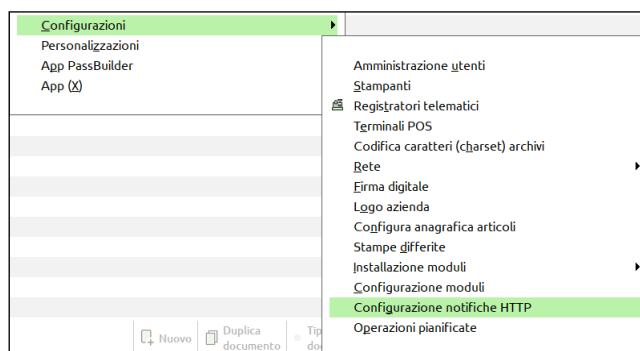 Configurazioni
Personalizzazioni
App PassBuilder
App (X)
Amministrazione utenti
Stampanti
Registratori telematici
Terminali POS
Codifica caratteri (charset) archivi
Rete
Firma digitale
Logo azienda
Configura anagrafica articoli
Stampe differite
Installazione moduli
Configurazione moduli
Configurazione notifiche HTTP
Operazioni pianificate
Nuovo
Duplica
documento